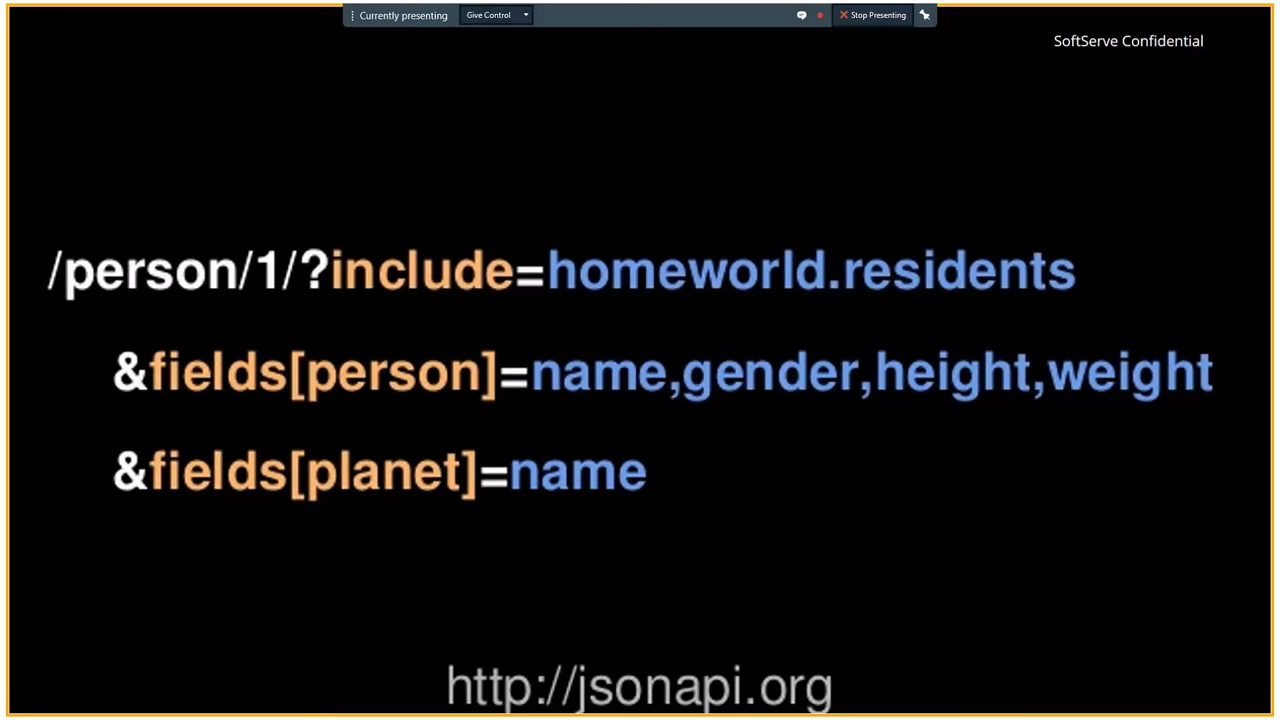 Currently presenting Give Control Stop Presenting
SoftServe Confidential
/person/1/?include=homeworld.residents
&fields[person]=name,gender,height,weight
&fields[planet]=name
http://jsonapi.org